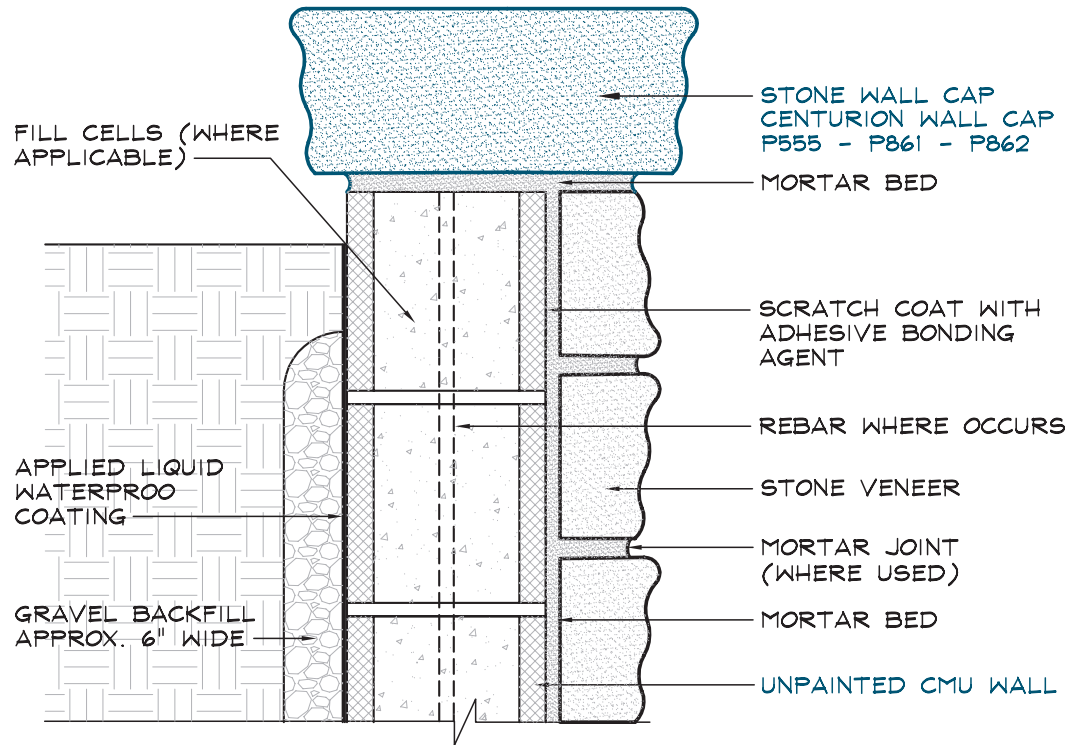 FILL CELLS (WHERE
APPLICABLE)
APPLIED LIQUID
WATERPROO
COATING
GRAVEL BACKFILL
APPROX. 6" WIDE
STONE WALL CAP
CENTURION WALL CAP
P555 - P861 - P862
MORTAR BED
SCRATCH COAT WITH
ADHESIVE BONDING
AGENT
REBAR WHERE OCCURS
STONE VENEER
MORTAR JOINT
(WHERE USED)
MORTAR BED
UNPAINTED CMU WALL